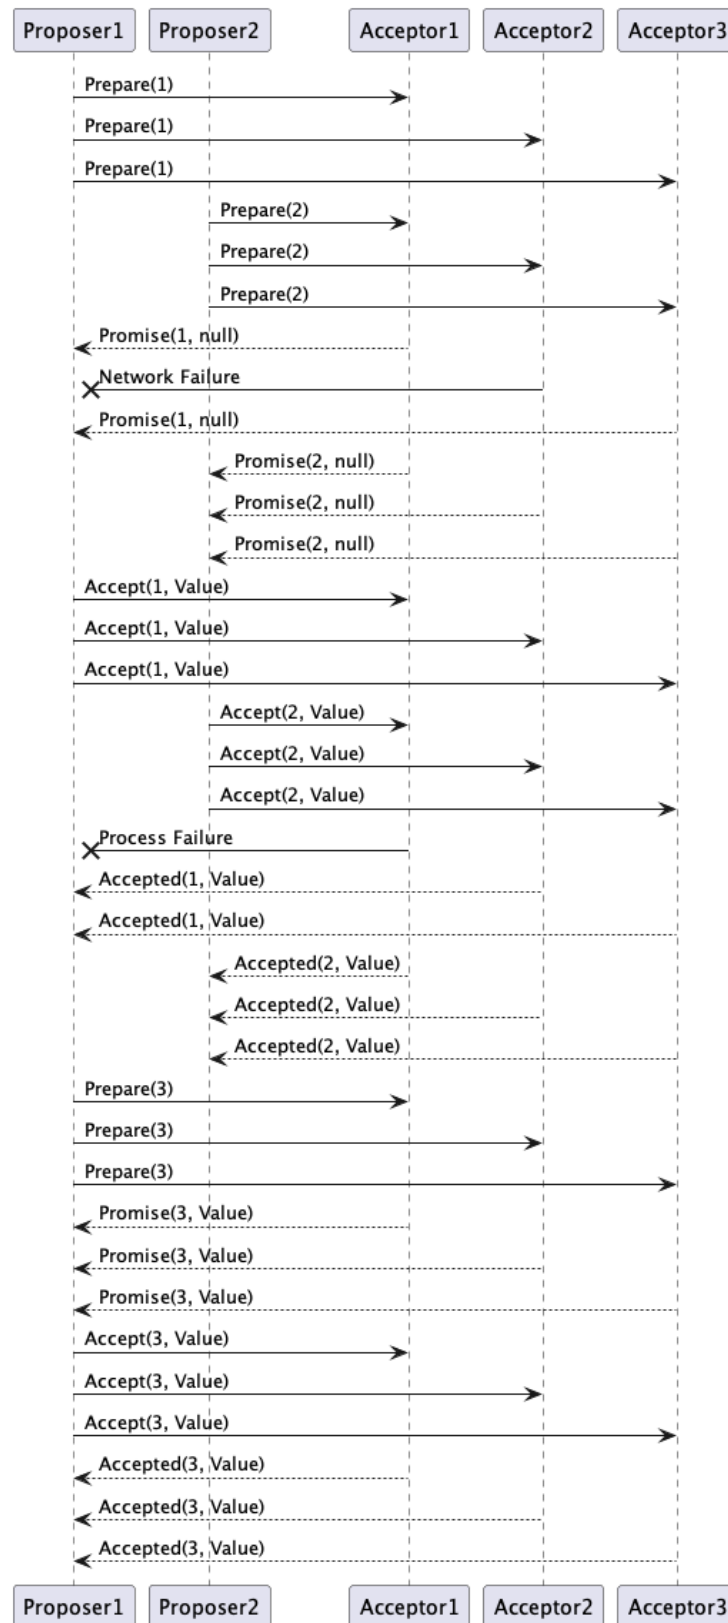 Proposer1 Proposer2 Acceptor1 Acceptor2 Acceptor3
Prepare(1)
Prepare(1)
Prepare(1)
Prepare(2)
Prepare(2)
Prepare(2)
Promise(1, null)
Network Failure
Promise(1, null)
Promise(2, null)
Promise(2, null)
Promise(2, null)
Accept(1, Value)
Accept(1, Value)
Accept(1, Value)
Accept(2, Value)
Accept(2, Value)
Accept(2, Value)
Process Failure
Accepted(1, Value)
Accepted(1, Value)
Accepted(2, Value)
Accepted(2, Value)
Accepted(2, Value)
Prepare(3)
Prepare(3)
Prepare(3)
Promise(3, Value)
Promise(3, Value)
Promise(3, Value)
Accept(3, Value)
Accept(3, Value)
Accept(3, Value)
Accepted(3, Value)
Accepted(3, Value)
Accepted(3, Value)
Proposer1 Proposer2 Acceptor1 Acceptor2 Acceptor3